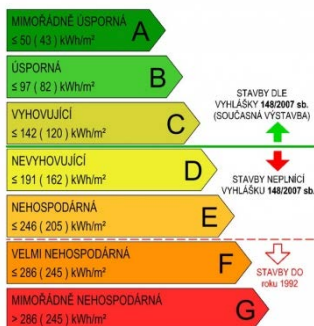 MIMOŘÁDNĚ ÚSPORNÁ
≤ 50 ( 43 ) kWh/m²
A
ÚSPORNÁ
≤ 97 ( 82 ) kWh/m²
B
VYHOVUJÍCÍ
≤ 142 ( 120 ) kWh/m²
C
STAVBY DLE
VYHLÁŠKY 148/2007 sb.
(SOUČASNÁ VÝSTAVBA)
NEVYHOVUJÍCÍ
≤ 191 ( 162 ) kWh/m²
D
STAVBY NEPLNÍCÍ
VYHLÁŠKU 148/2007 sb.
NEHOSPODÁRNÁ
≤ 246 ( 205 ) kWh/m²
E
VELMI NEHOSPODÁRNÁ
≤ 286 ( 245 ) kWh/m²
F
STAVBY DO
roku 1992
MIMOŘÁDNĚ NEHOSPODÁRNÁ
> 286 ( 245 ) kWh/m²
G